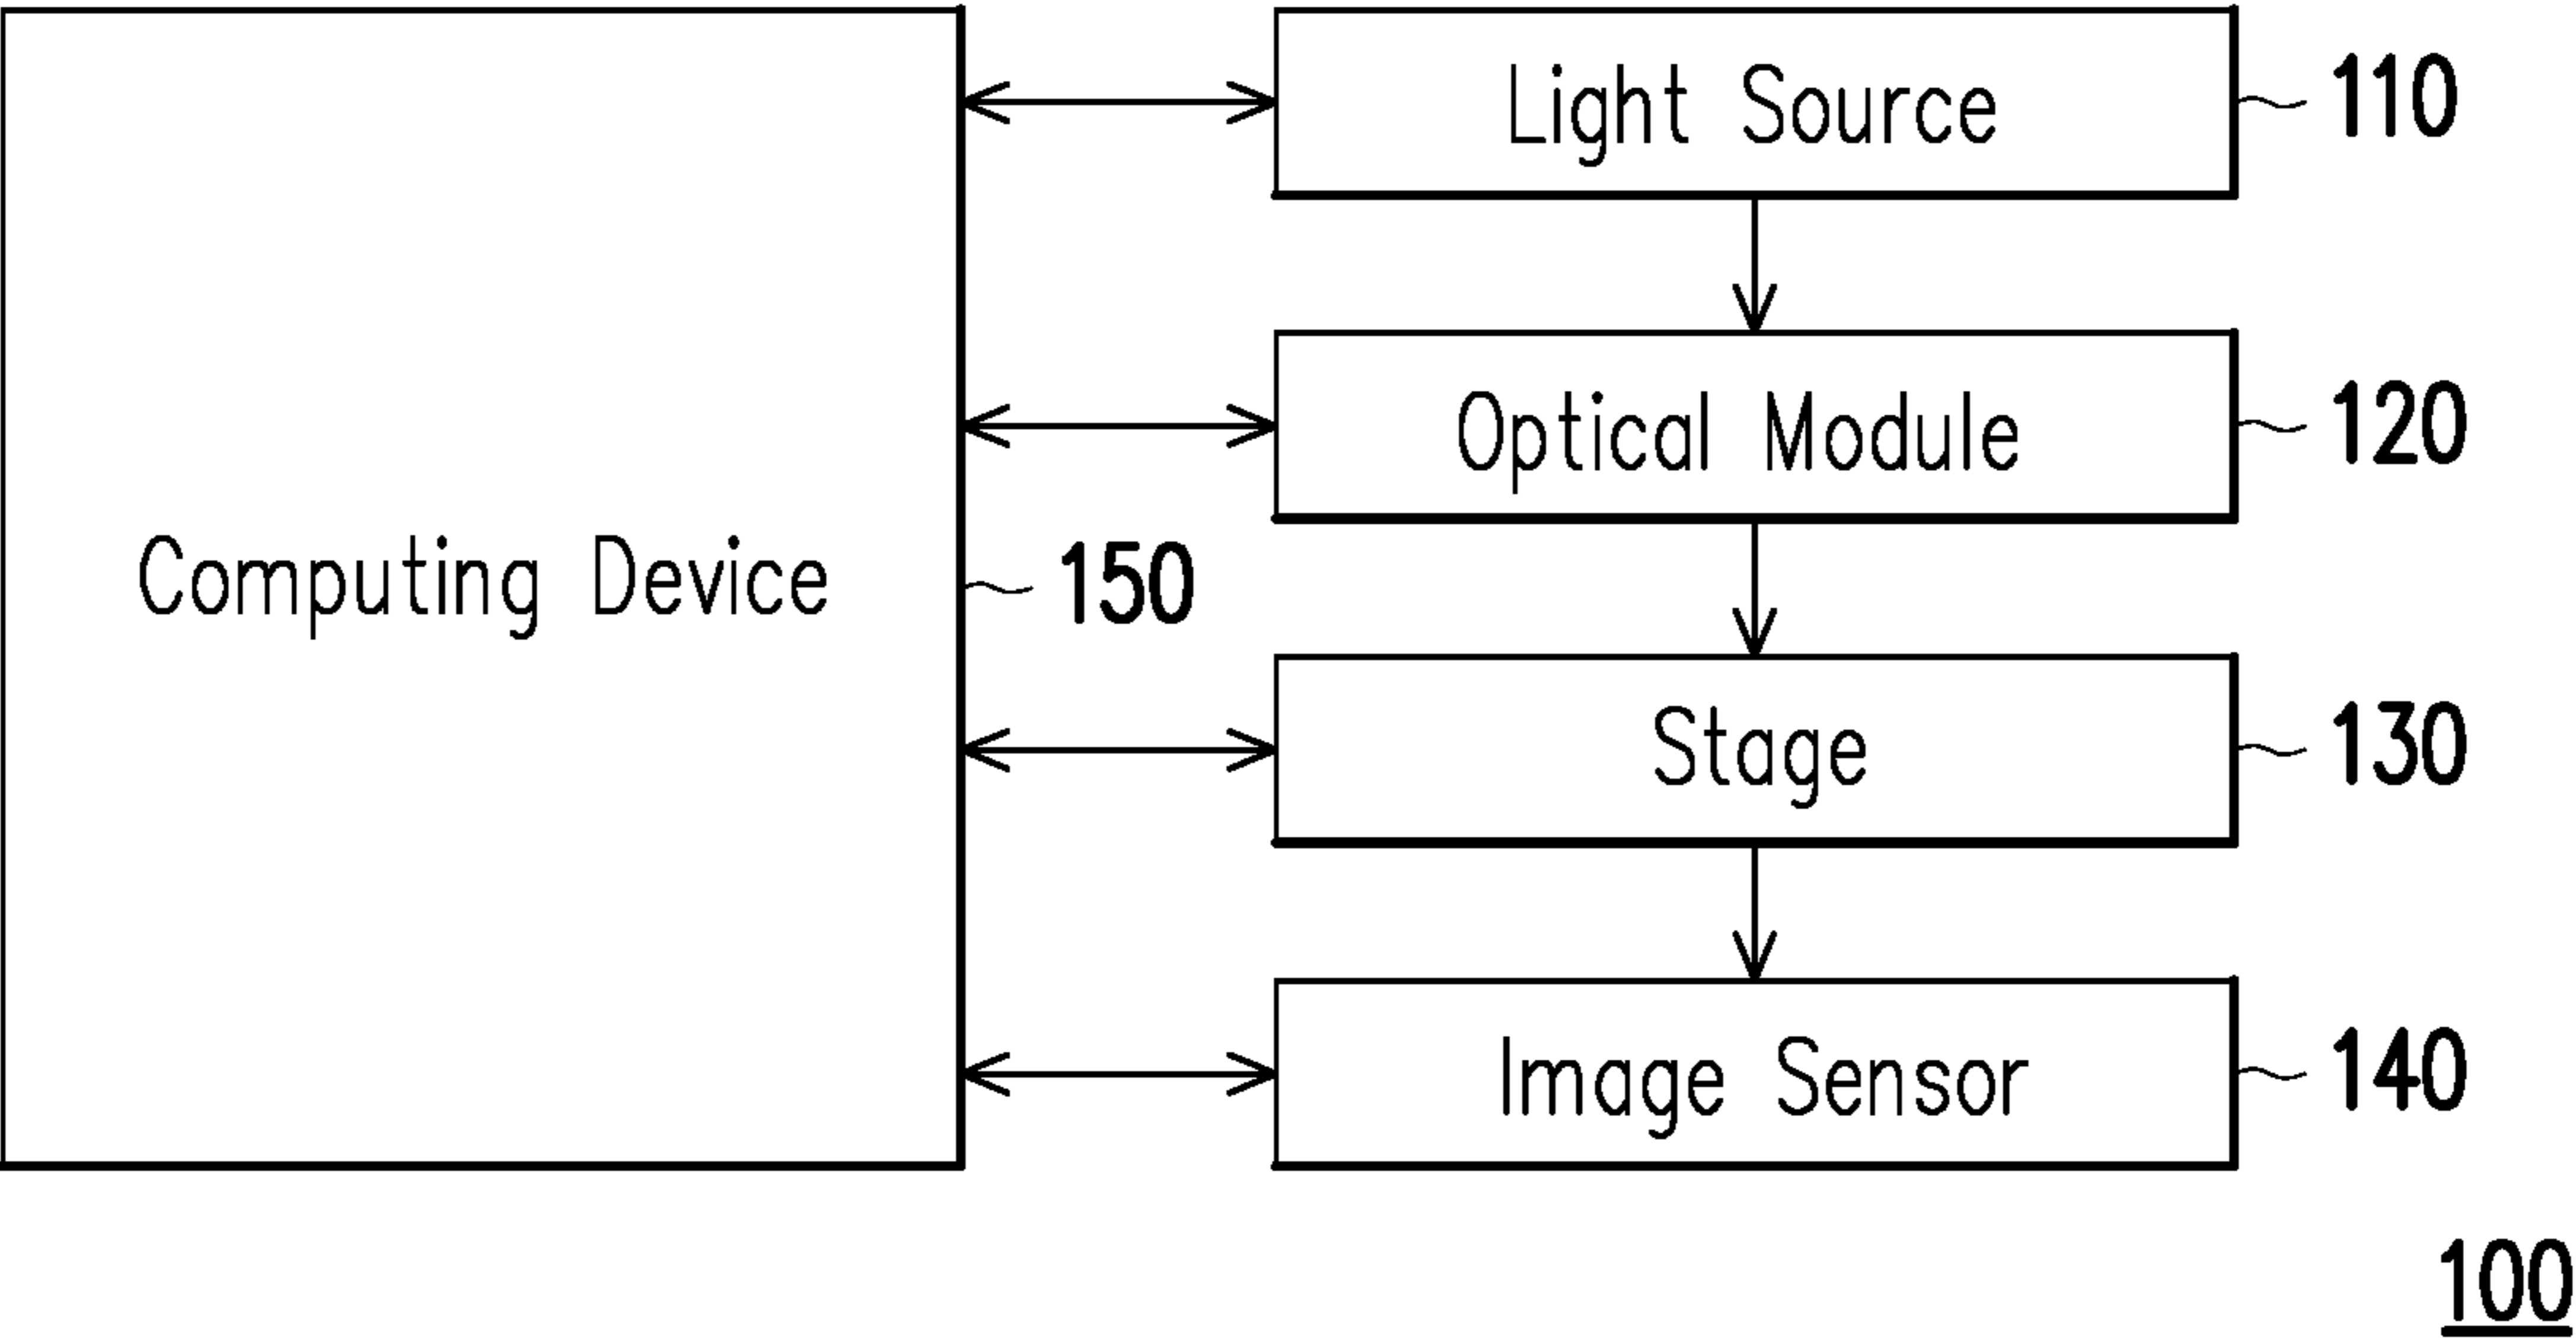 Light Source 110
Optical Module 120
Computing Device 150
Stage 130
Image Sensor 140
100